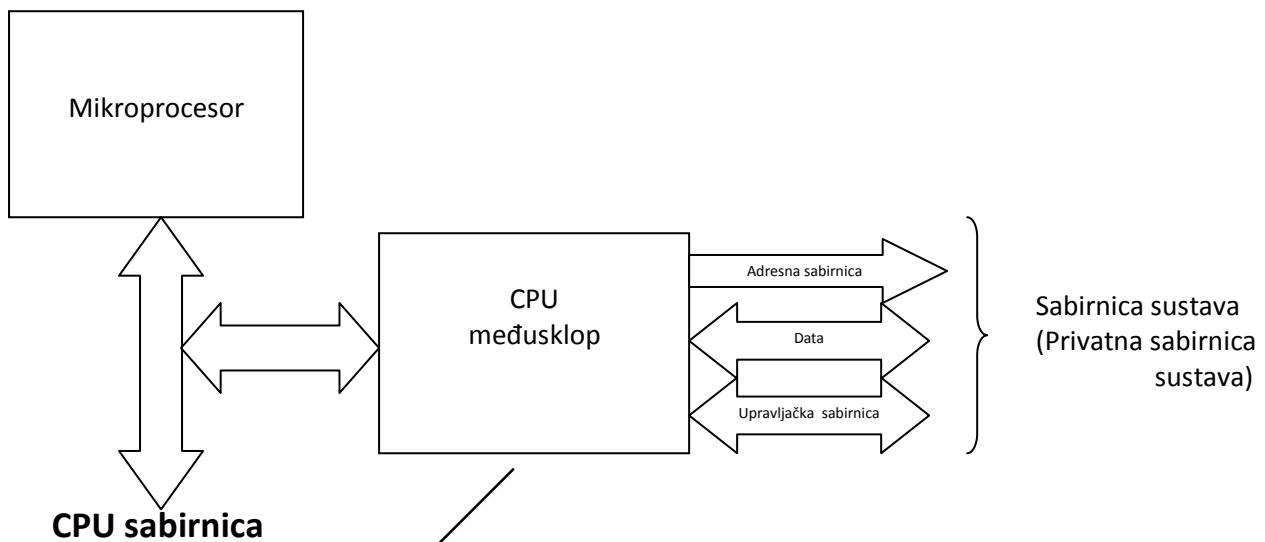 Mikroprocesor
CPU
međusklop
Adresna sabirnica
Data
Upravljačka sabirnica
Sabirnica sustava
(Privatna sabirnica
sustava)
CPU sabirnica